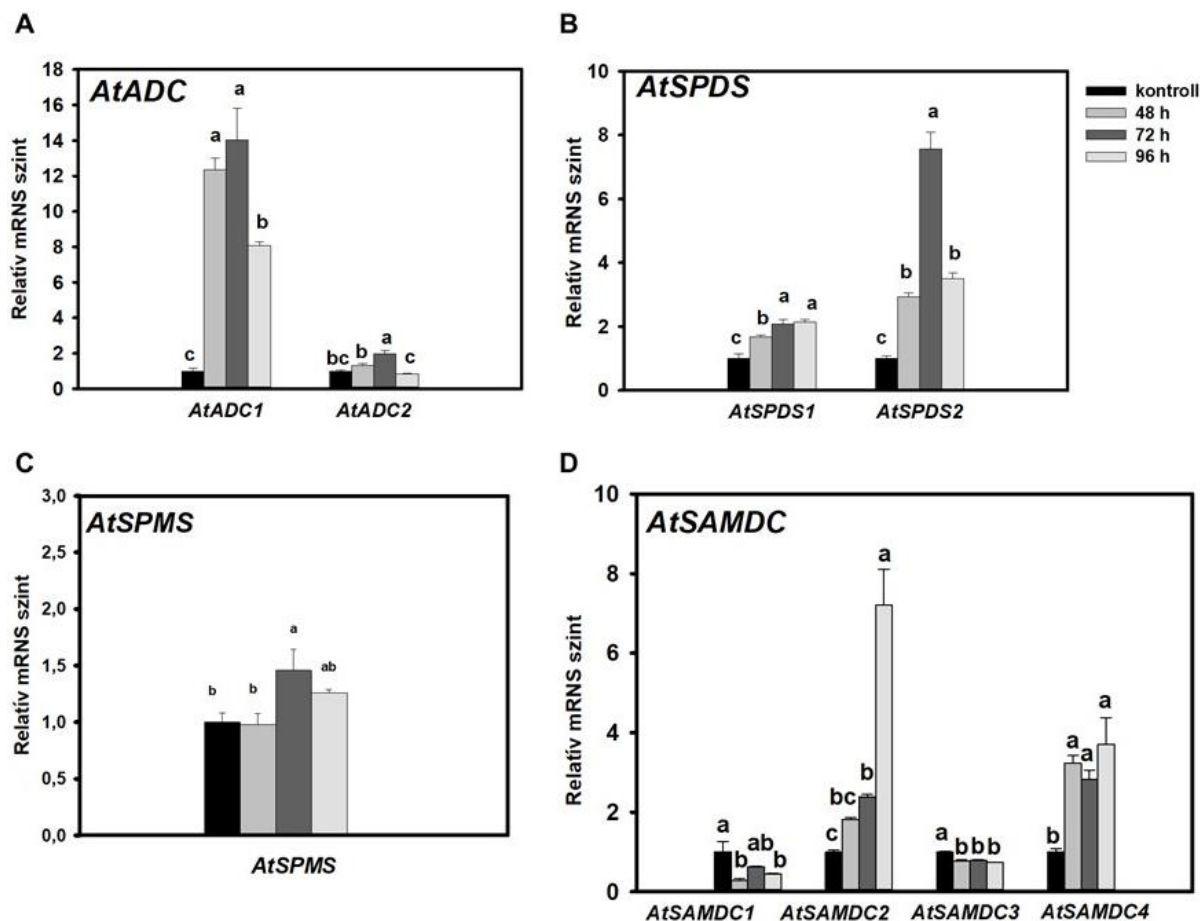 A
AtADC
Relatív mRNS szint
18
16
14
12
10
8
6
4
2
0
c
a
a
b
bc
b
a
c
AtADC1
AtADC2
B
AtSPDS
Relatív mRNS szint
10
8
6
4
2
0
c
b
a
a
c
b
a
b
AtSPDS1
AtSPDS2
kontroll
48 h
72 h
96 h
C
AtSPMS
Relatív mRNS szint
3,0
2,5
2,0
1,5
1,0
0,5
0,0
b
b
a
ab
AtSPMS
D
AtSAMDC
Relatív mRNS szint
10
8
6
4
2
0
a
b
ab
b
c
bc
b
a
a
b
b
b
b
a
a
a
AtSAMDC1
AtSAMDC2
AtSAMDC3
AtSAMDC4